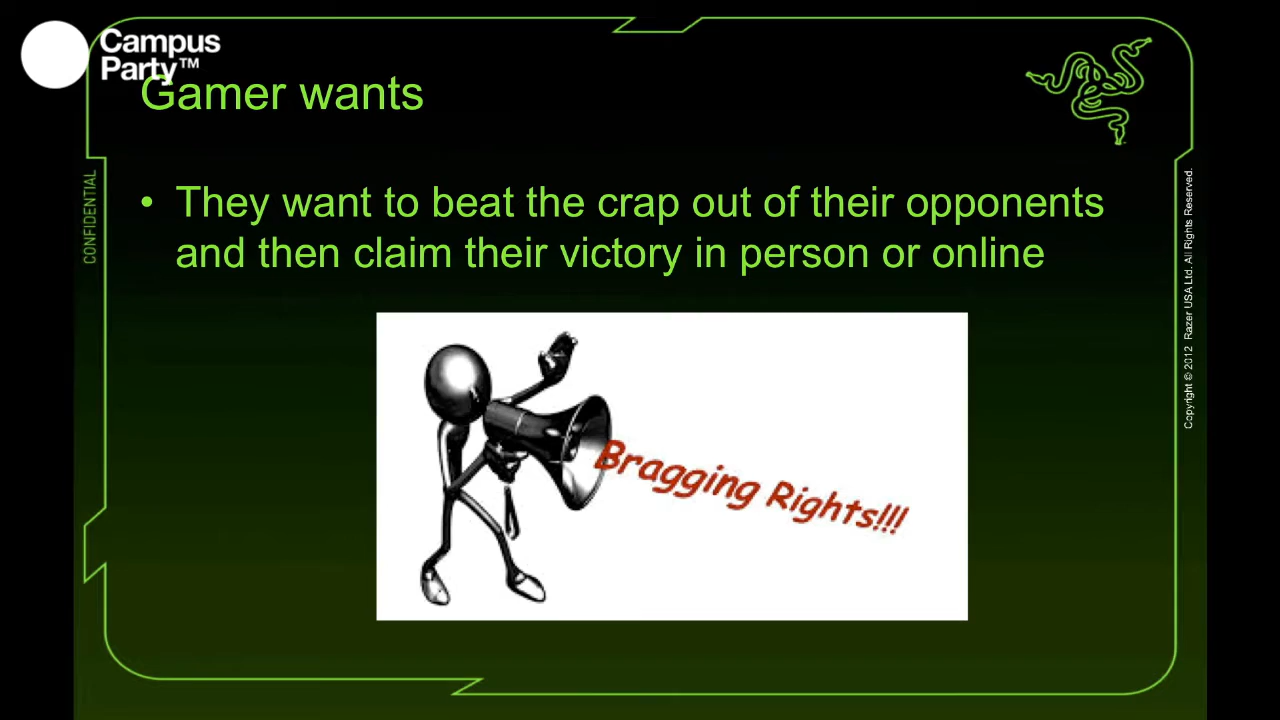 Campus
Party™
Gamer wants
CONFIDENTIAL
• They want to beat the crap out of their opponents
and then claim their victory in person or online
Bragging Rights!!!
Copyright © 2012 Razer USA Ltd. All Rights Reserved.